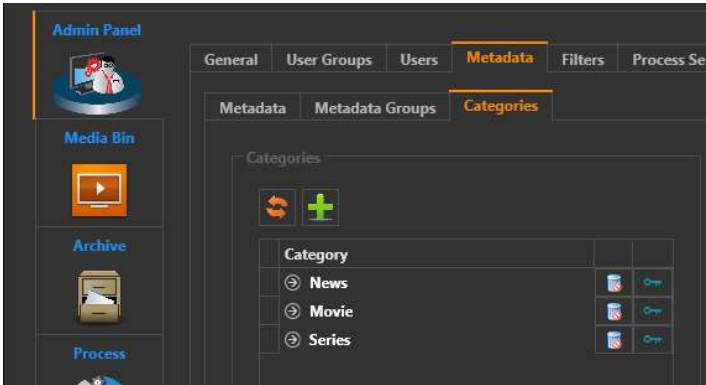 Admin Panel
General User Groups Users Metadata Filters Process Se
Metadata Metadata Groups Categories
Media Bin
Categories
Archive
Category
News
Movie
Series
Process